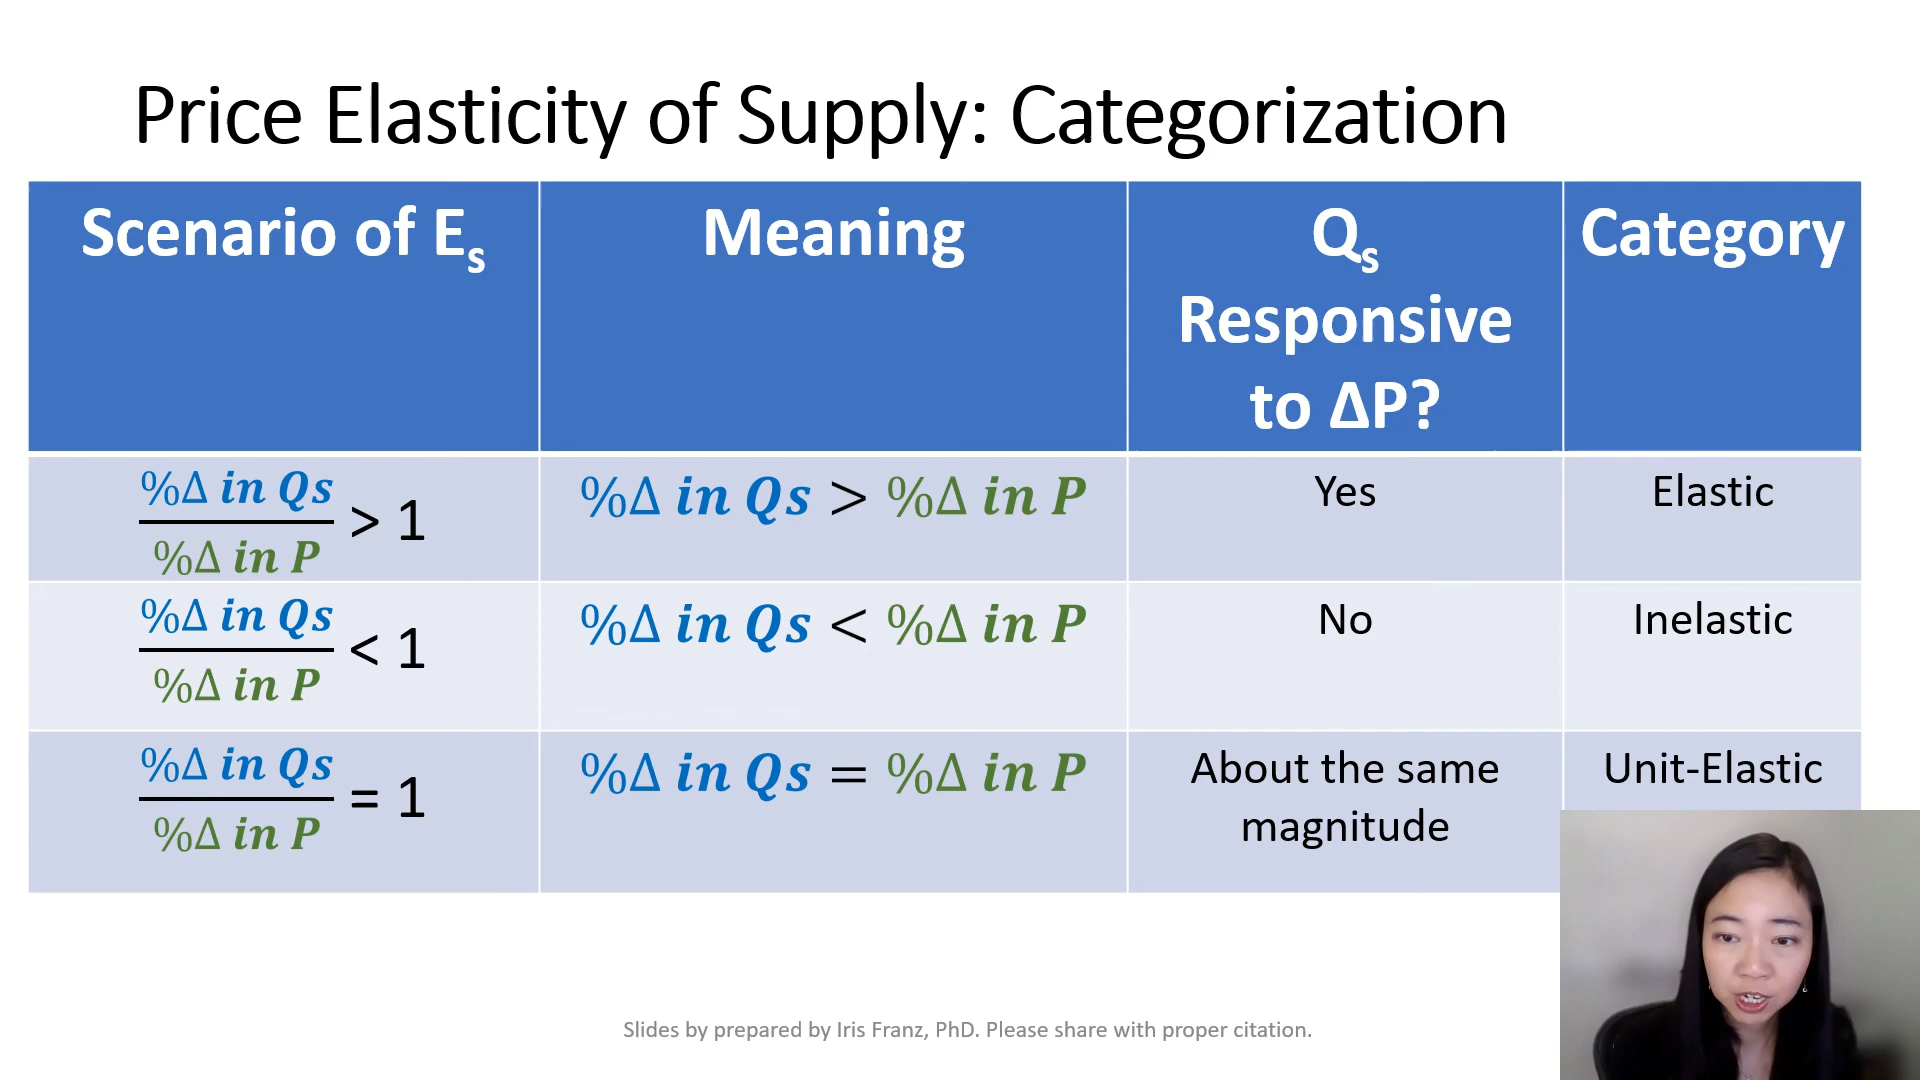 Price Elasticity of Supply: Categorization
Scenario of Es
Meaning
Qs
Responsive
to ΔP?
Category
%Δ in Qs
%Δ in P
> 1
%Δ in Qs > %Δ in P
Yes
Elastic
%Δ in Qs
%Δ in P
< 1
%Δ in Qs < %Δ in P
No
Inelastic
%Δ in Qs
%Δ in P
= 1
%Δ in Qs = %Δ in P
About the same
magnitude
Unit-Elastic
Slides by prepared by Iris Franz, PhD. Please share with proper citation.